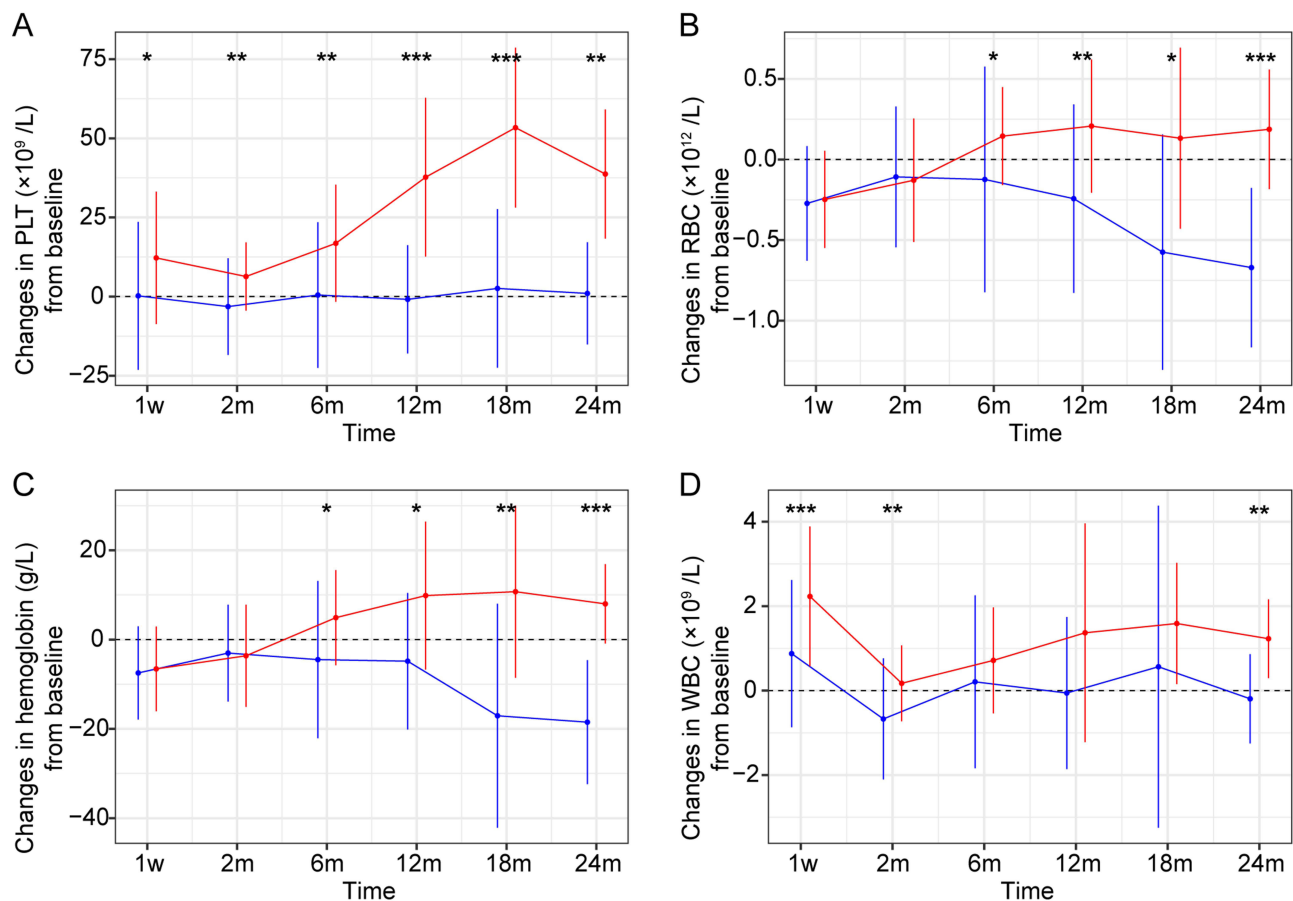 A
Changes in PLT (×10⁹ /L)
from baseline
75
50
25
0
−25
* ** ** *** *** **
1w 2m 6m 12m 18m 24m
Time
B
Changes in RBC (×10¹² /L)
from baseline
0.5
0.0
−0.5
−1.0
* ** * ***
1w 2m 6m 12m 18m 24m
Time
C
Changes in hemoglobin (g/L)
from baseline
20
0
−20
−40
* * ** ***
1w 2m 6m 12m 18m 24m
Time
D
Changes in WBC (×10⁹ /L)
from baseline
4
2
0
−2
*** ** **
1w 2m 6m 12m 18m 24m
Time